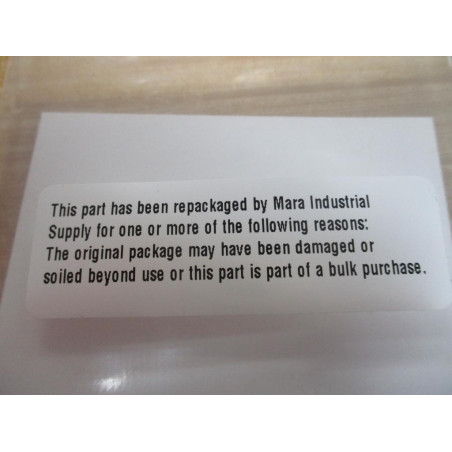 This part has been repackaged by Mara Industrial
Supply for one or more of the following reasons:
The original package may have been damaged or
soiled beyond use or this part is part of a bulk purchase.